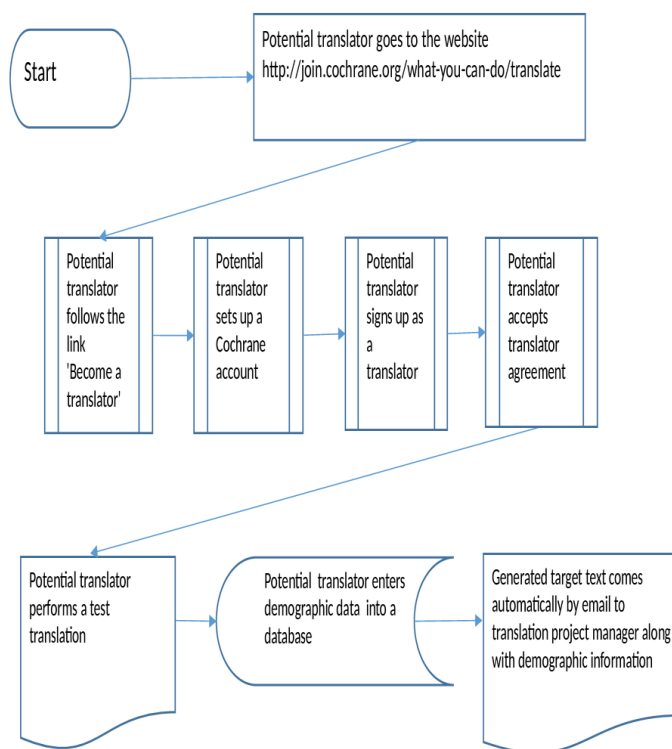 Start
Potential translator goes to the website
http://join.cochrane.org/what-you-can-do/translate
Potential
translator
follows the
link
'Become a
translator'
Potential
translator
sets up a
Cochrane
account
Potential
translator
signs up as
a
translator
Potential
translator
accepts
translator
agreement
Potential translator
performs a test
translation
Potential translator enters
demographic data into a
database
Generated target text comes
automatically by email to
translation project manager along
with demographic information